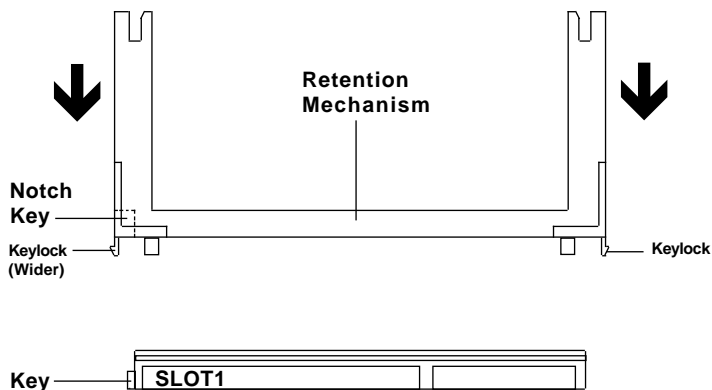 Retention
Mechanism
Notch
Key
Keylock
(Wider)
Keylock
Key
SLOT1